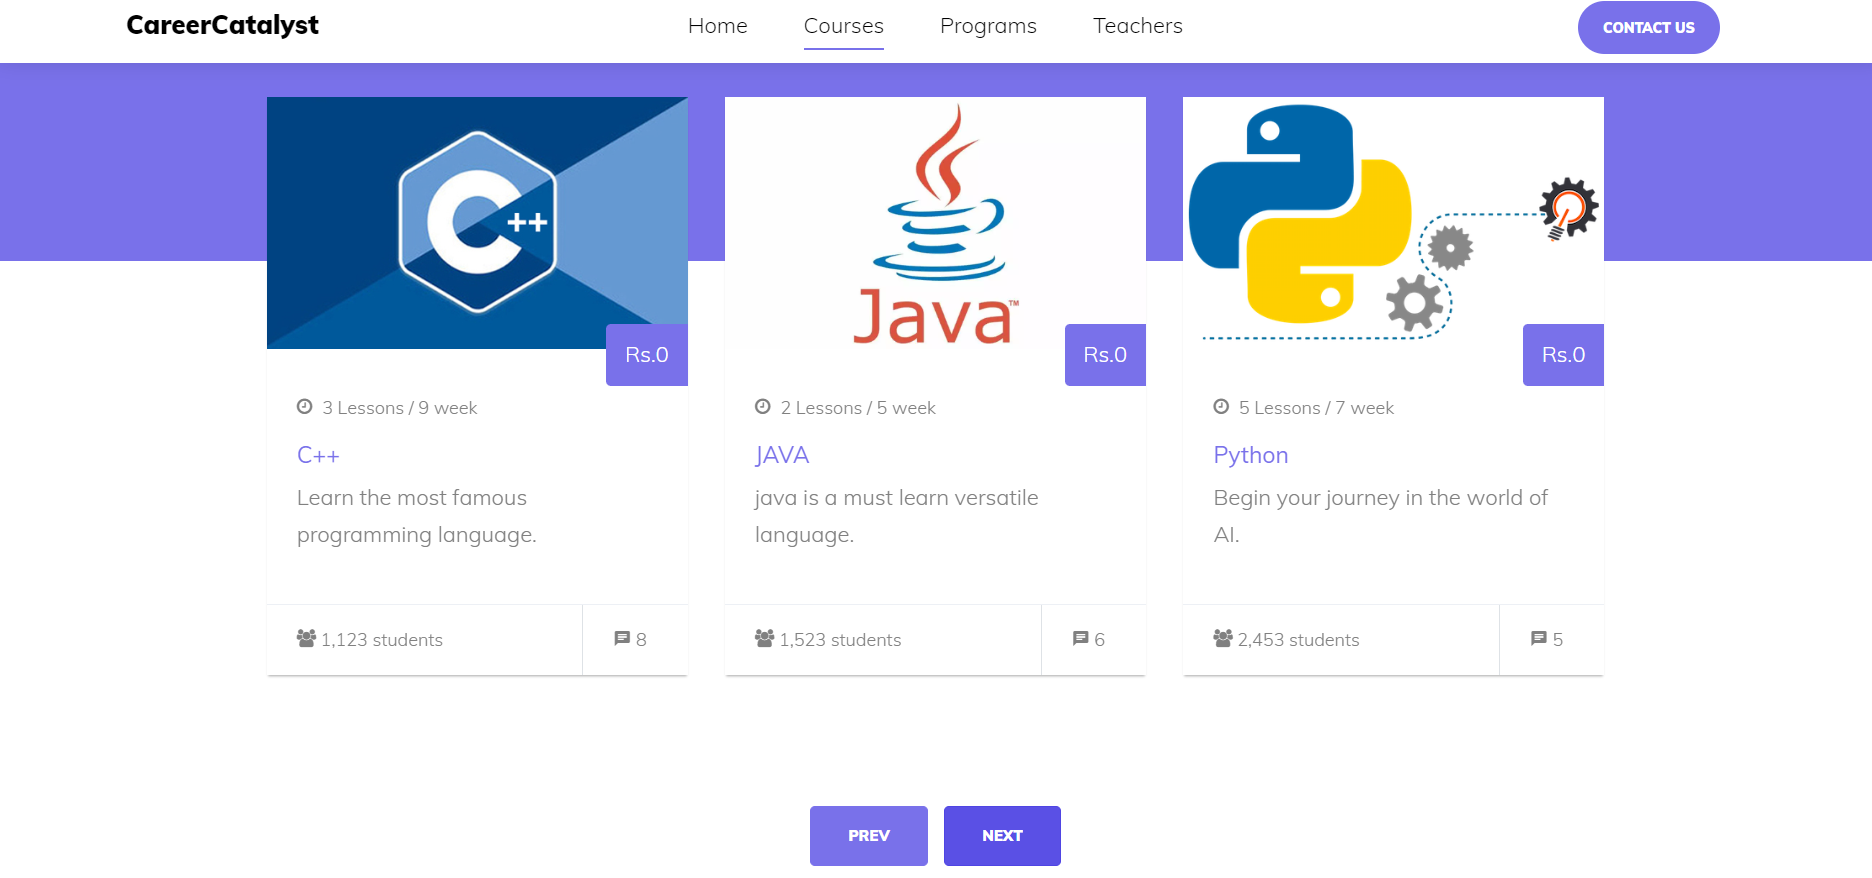 CareerCatalyst
Home
Courses
Programs
Teachers
CONTACT US
C++
Rs.0
3 Lessons / 9 week
C++
Learn the most famous
programming language.
1,123 students
8
Java™
Rs.0
2 Lessons / 5 week
JAVA
java is a must learn versatile
language.
1,523 students
6
Rs.0
5 Lessons / 7 week
Python
Begin your journey in the world of
AI.
2,453 students
5
PREV
NEXT